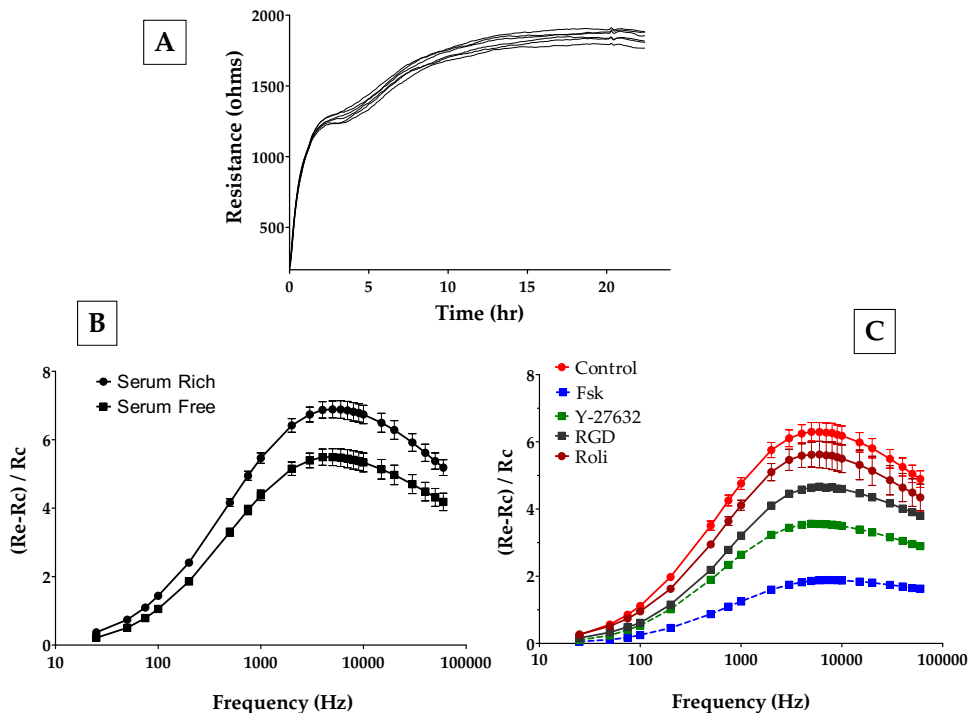 A
2000
1500
1000
500
Resistance (ohms)
0 5 10 15 20
Time (hr)
B
8
6
4
2
0
(Re-Rc) / Rc
Serum Rich
Serum Free
10 100 1000 10000 100000
Frequency (Hz)
C
8
6
4
2
0
(Re-Rc) / Rc
Control
Fsk
Y-27632
RGD
Roli
10 100 1000 10000 100000
Frequency (Hz)